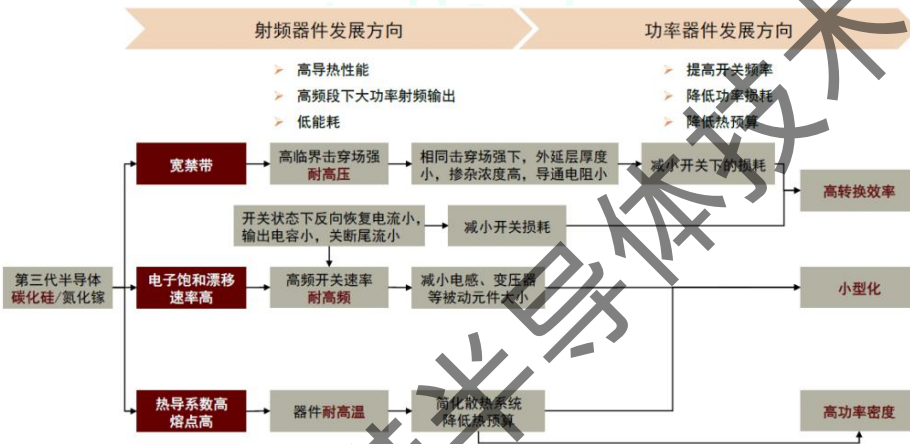 射频器件发展方向
功率器件发展方向
高导热性能
高频段下大功率射频输出
低能耗
提高开关频率
降低功率损耗
降低热预算
宽禁带
高临界击穿场强
耐高压
相同击穿场强下，外延层厚度
小，掺杂浓度高，导通电阻小
减小开关下的损耗
高转换效率
开关状态下反向恢复电流小，
输出电容小，关断尾流小
减小开关损耗
第三代半导体
碳化硅/氮化镓
电子饱和漂移
速率高
高频开关速率
耐高频
减小电感、变压器
等被动元件大小
小型化
热导系数高
熔点高
器件耐高温
简化散热系统
降低热预算
高功率密度
半导体技术